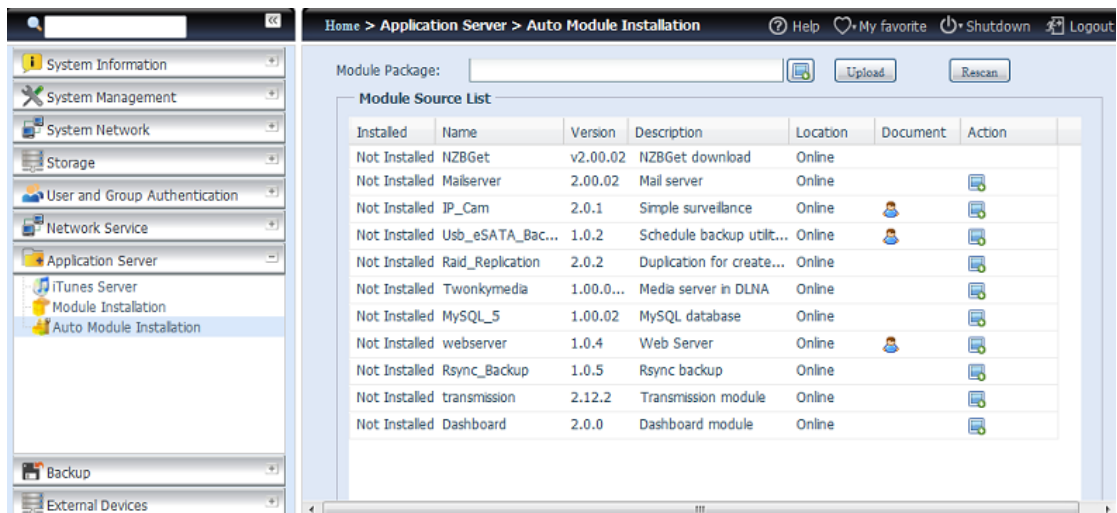 Home > Application Server > Auto Module Installation
Help
My favorite
Shutdown
Logout
System Information
System Management
System Network
Storage
User and Group Authentication
Network Service
Application Server
iTunes Server
Module Installation
Auto Module Installation
Backup
External Devices
Module Package:
Upload
Rescan
Module Source List
Installed Name Version Description Location Document Action
Not Installed NZBGet v2.00.02 NZBGet download Online
Not Installed Mailserver 2.00.02 Mail server Online
Not Installed IP_Cam 2.0.1 Simple surveillance Online
Not Installed Usb_eSATA_Bac... 1.0.2 Schedule backup utilit... Online
Not Installed Raid_Replication 2.0.2 Duplication for create... Online
Not Installed Twonkymedia 1.00.0... Media server in DLNA Online
Not Installed MySQL_5 1.00.02 MySQL database Online
Not Installed webserver 1.0.4 Web Server Online
Not Installed Rsync_Backup 1.0.5 Rsync backup Online
Not Installed transmission 2.12.2 Transmission module Online
Not Installed Dashboard 2.0.0 Dashboard module Online